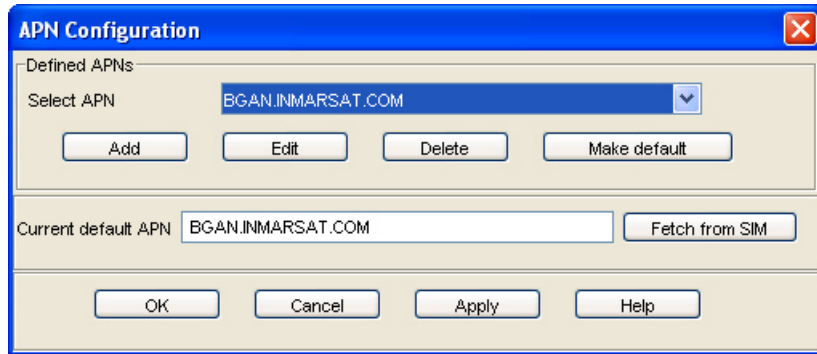 APN Configuration
Defined APNs
Select APN BGAN.INMARSAT.COM
Add Edit Delete Make default
Current default APN BGAN.INMARSAT.COM Fetch from SIM
OK Cancel Apply Help